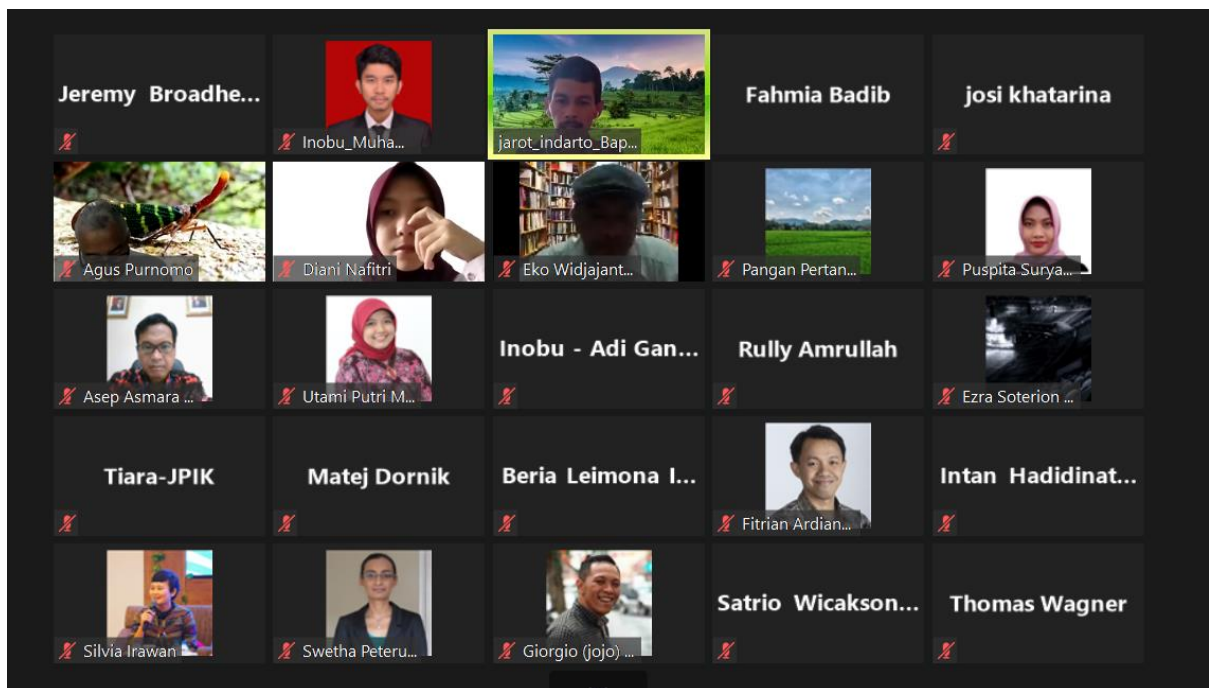 Jeremy Broadhe...
Inobu_Muha...
jarot_indarto_Bap...
Fahmia Badib
josi khatarina
Agus Purnomo
Diani Nafitri
Eko Widjajant...
Pangan Pertan...
Puspita Surya...
Asep Asmara ...
Utami Putri M...
Inobu - Adi Gan...
Rully Amrullah
Ezra Soterion ...
Tiara-JPIK
Matej Dornik
Beria Leimona I...
Fitrian Ardian...
Intan Hadidinat...
Silvia Irawan
Swetha Peteru...
Giorgio (jojo) ...
Satrio Wicakson...
Thomas Wagner